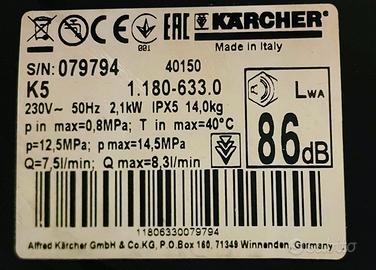 KÄRCHER
Made in Italy
S/N: 079794 40150
K5 1.180-633.0
230V~ 50Hz 2,1kW IPX5 14,0kg
p in max=0,8MPa; T in max=40°C
p=12,5MPa; p max=14,5MPa
Q=7,5l/min; Q max=8,3l/min
LWA
86dB
11806330079794
Alfred Kärcher GmbH & Co.KG, P.O.Box 160, 71349 Winnenden, Germany
subito